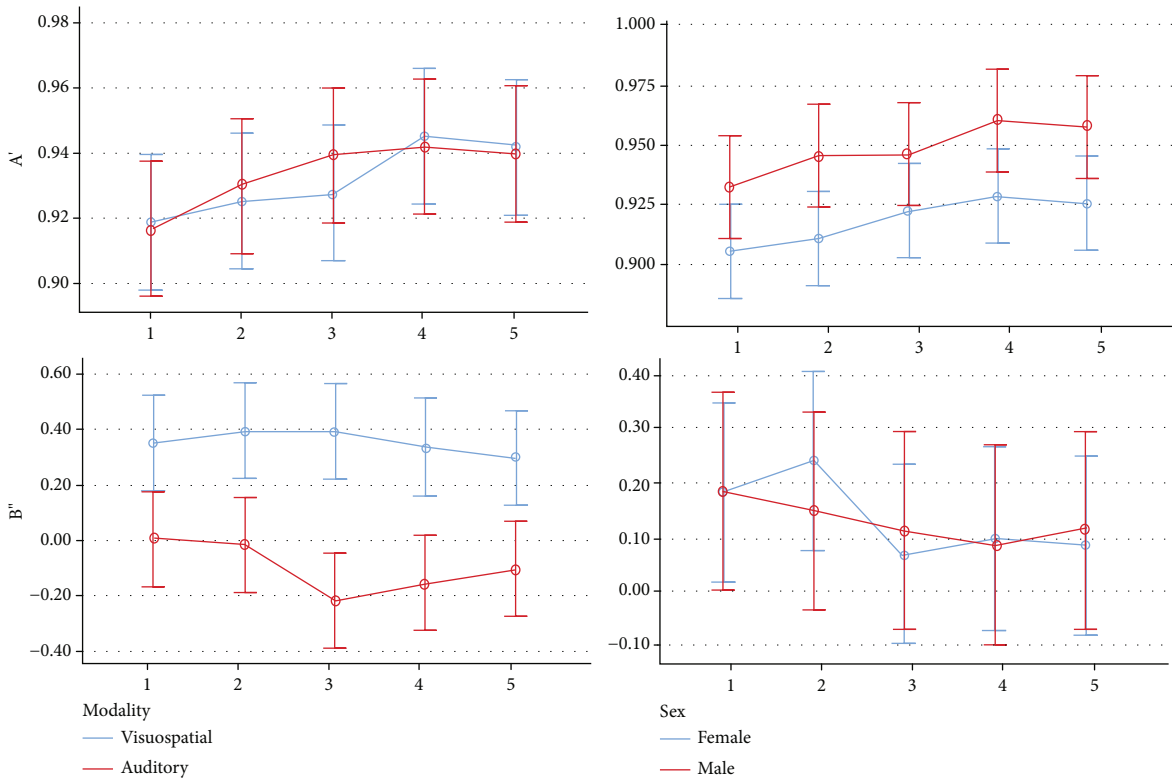 A'
0.98
0.96
0.94
0.92
0.90
1 2 3 4 5
1.000
0.975
0.950
0.925
0.900
1 2 3 4 5
B"
0.60
0.40
0.20
0.00
−0.20
−0.40
1 2 3 4 5
Modality
Visuospatial
Auditory
0.40
0.30
0.20
0.10
0.00
−0.10
1 2 3 4 5
Sex
Female
Male